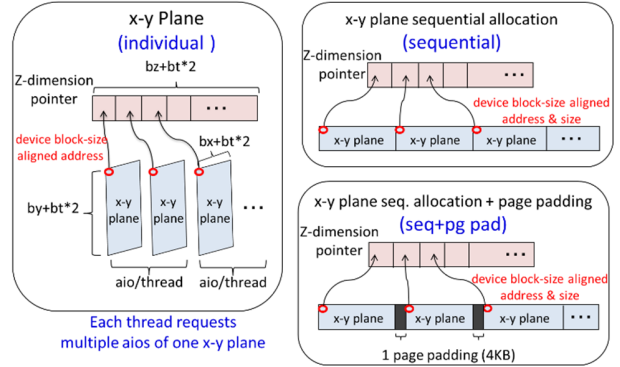 x-y Plane
(individual )
bz+bt*2
Z-dimension
pointer
...
device block-size
aligned address
bx+bt*2
by+bt*2
x-y
plane
x-y
plane
x-y
plane
...
aio/thread
aio/thread
Each thread requests
multiple aios of one x-y plane
x-y plane sequential allocation
(sequential)
Z-dimension
pointer
...
device block-size aligned
address & size
x-y plane x-y plane x-y plane ...
x-y plane seq. allocation + page padding
(seq+pg pad)
Z-dimension
pointer
...
device block-size aligned
address & size
x-y plane x-y plane x-y plane ...
1 page padding (4KB)